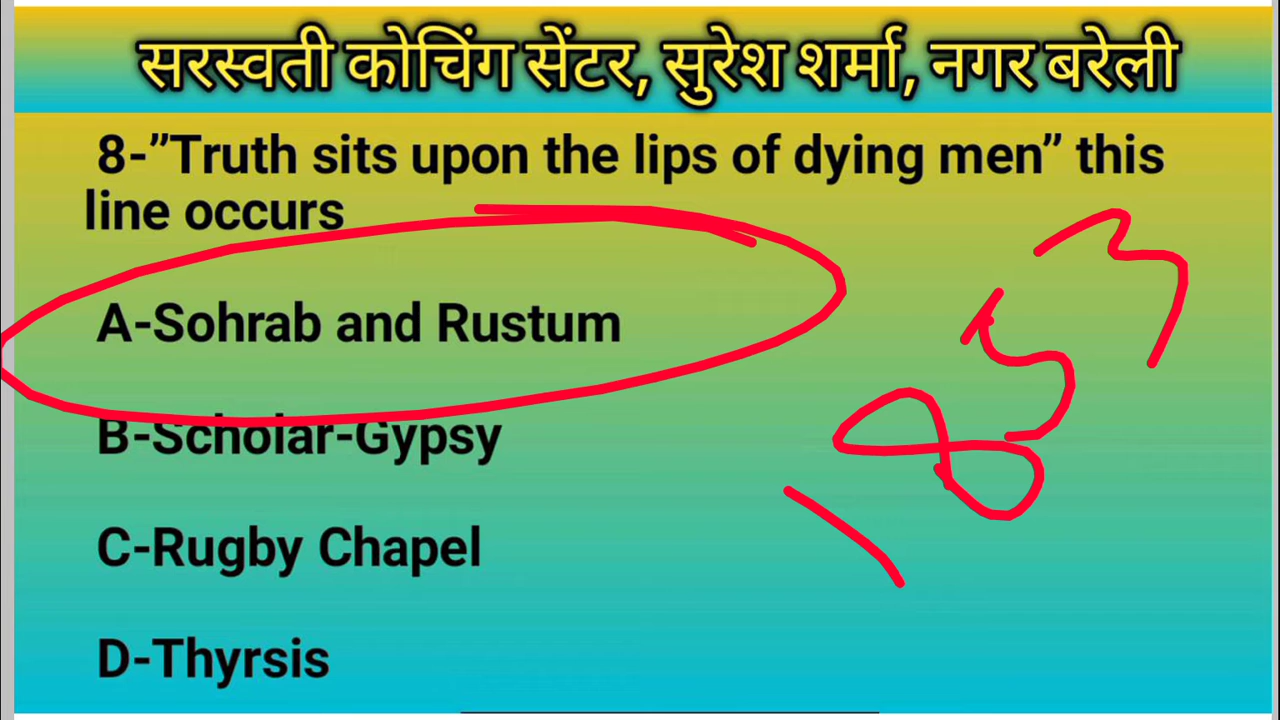 सरस्वती कोचिंग सेंटर, सुरेश शर्मा, नगर बरेली
8-”Truth sits upon the lips of dying men” this
line occurs
A-Sohrab and Rustum
B-Scholar-Gypsy
C-Rugby Chapel
D-Thyrsis
1853